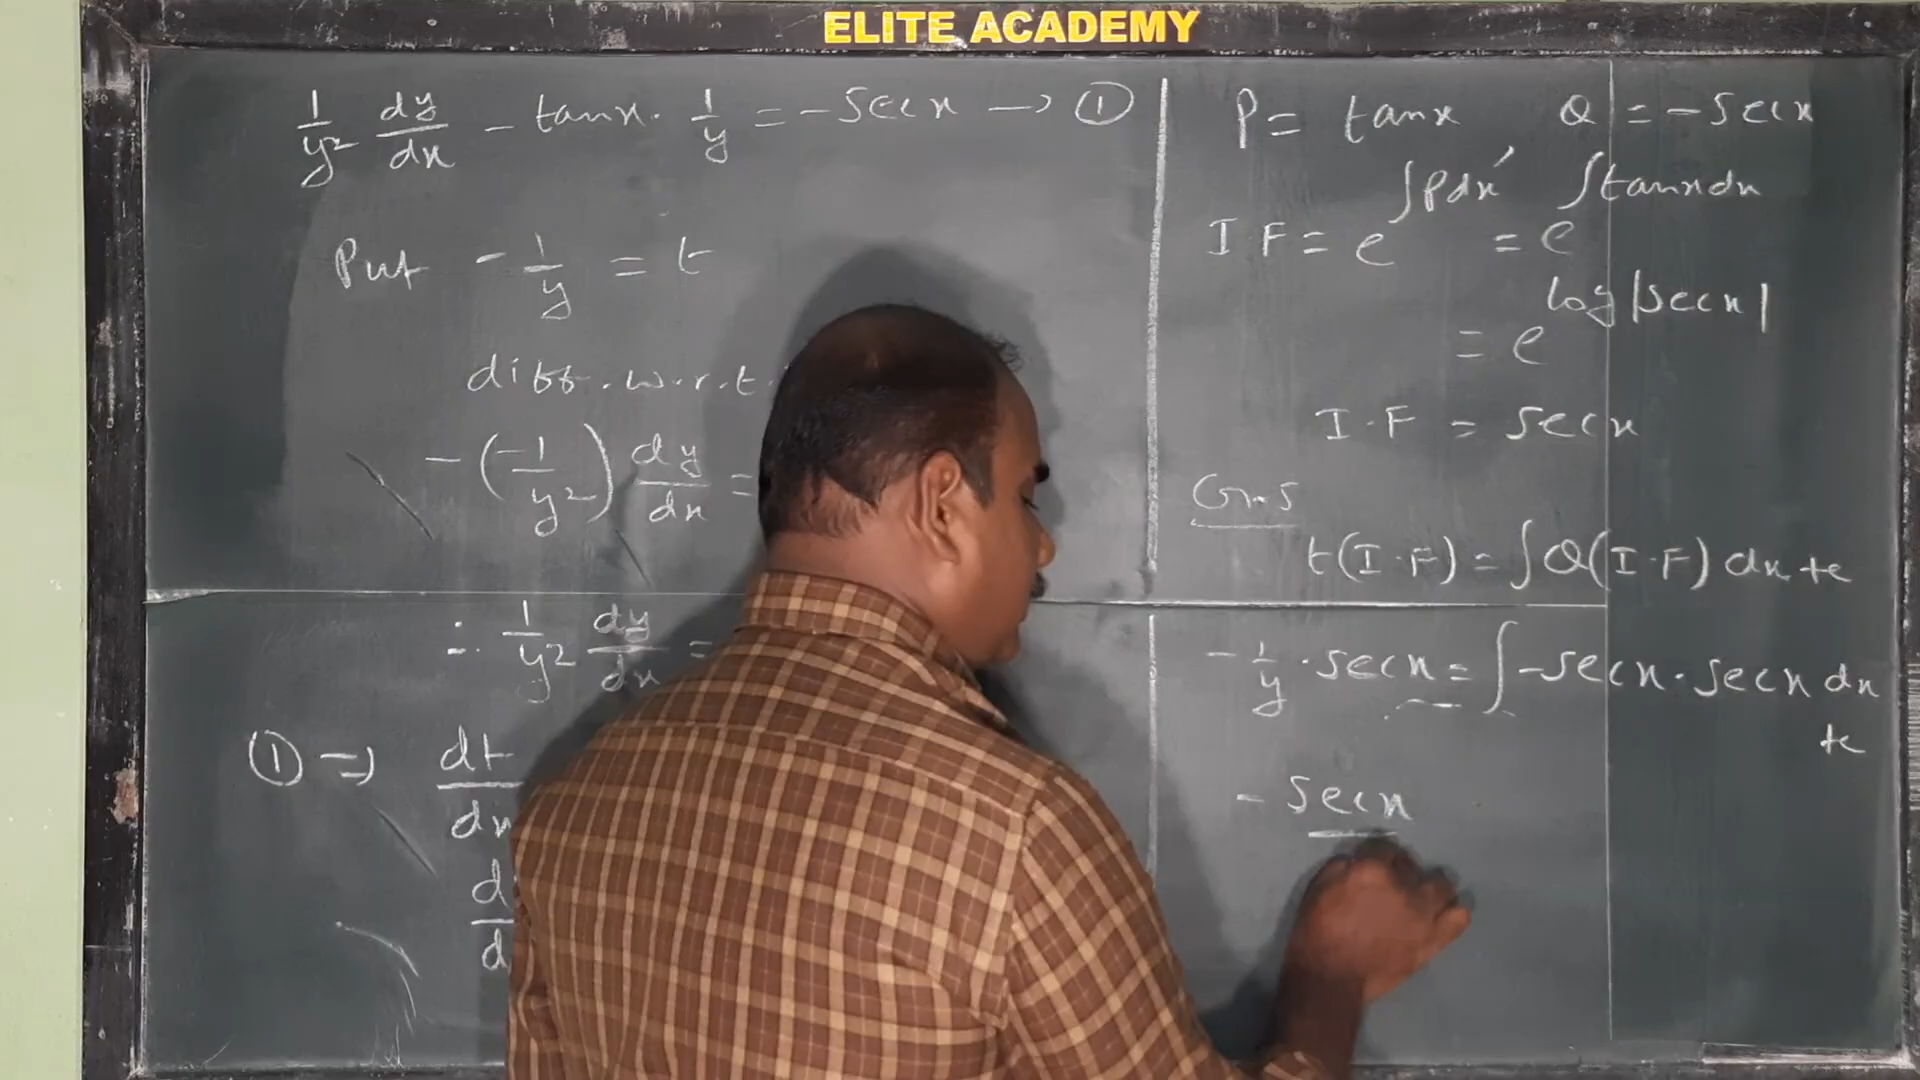 ELITE ACADEMY
1/y² dy/dx - tanx · 1/y = -secx → ①
Put -1/y = t
diff. w.r.t.
-(-1/y²) dy/dx =
∴ 1/y² dy/dx =
① ⇒ dt/dx
d/d
P = tanx Q = -secx
I.F = e^∫Pdx = e^∫tanxdx
= e^log|secx|
I.F = secx
G.S
t(I.F) = ∫Q(I.F) dx + c
-1/y · secx = ∫-secx · secx dx
+c
-secx